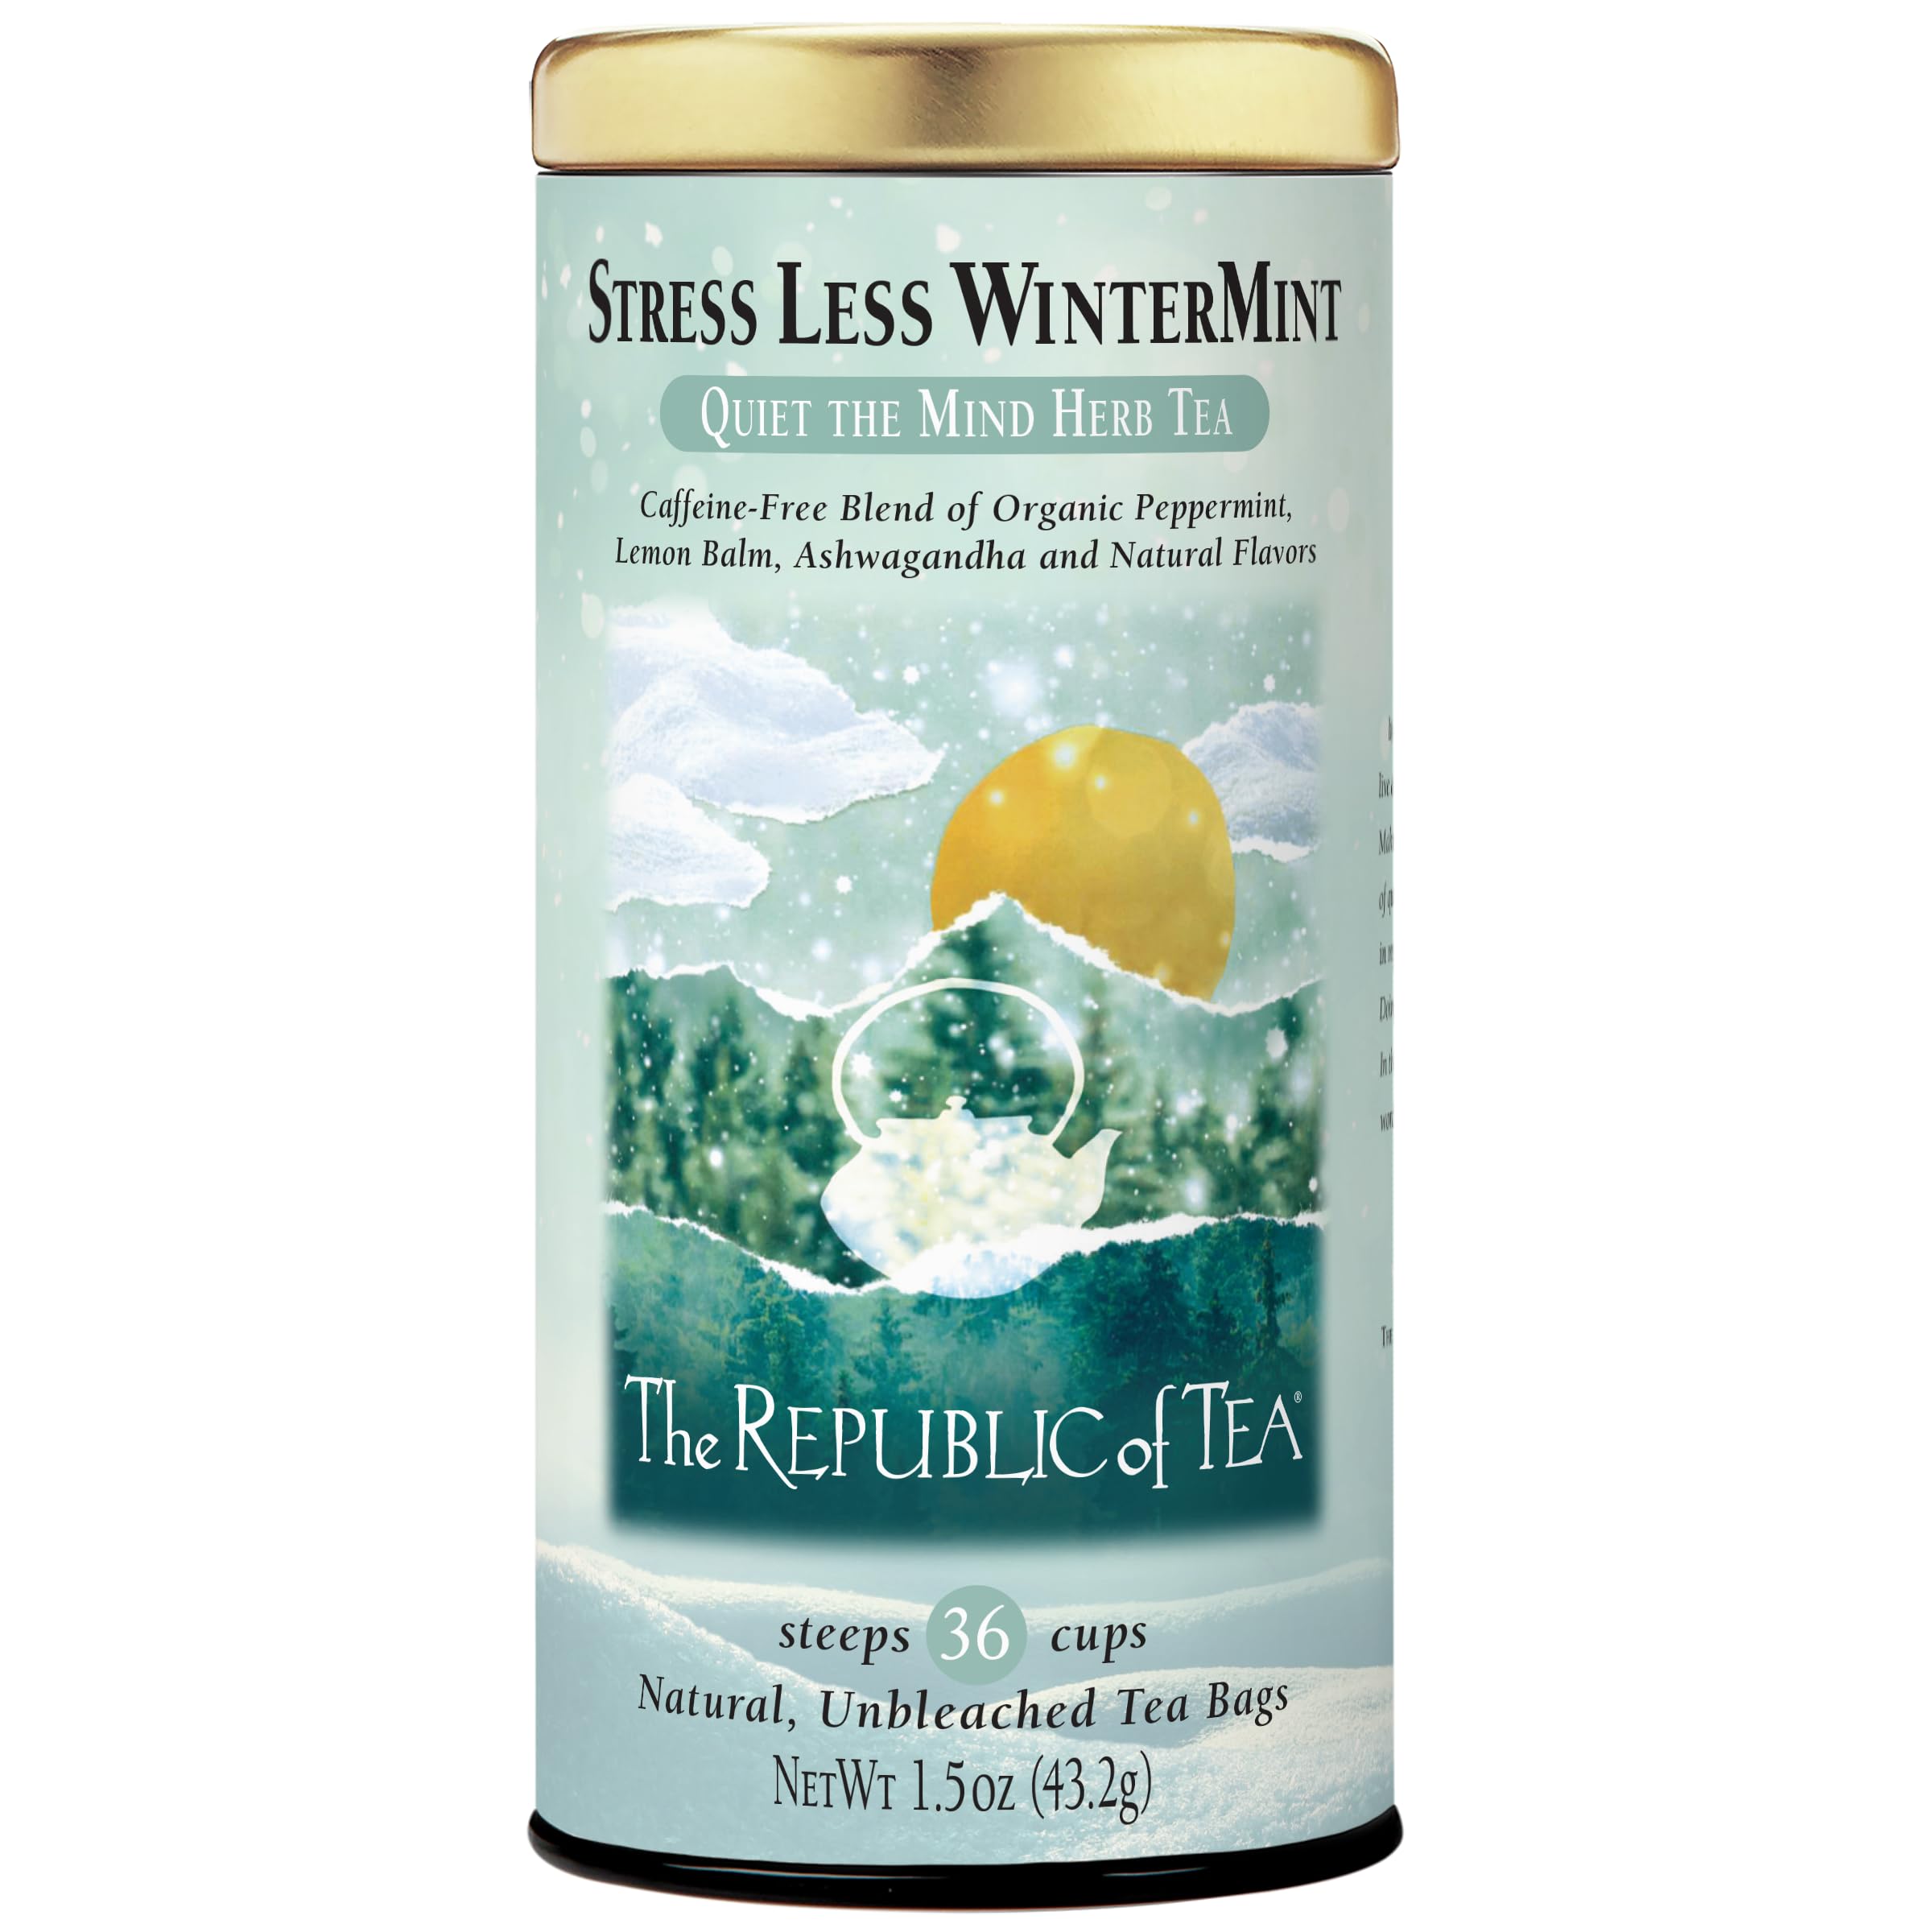 Stress Less WinterMint
Quiet the Mind Herb Tea
Caffeine-Free Blend of Organic Peppermint,
Lemon Balm, Ashwagandha and Natural Flavors
The REPUBLIC of TEA®
steeps 36 cups
Natural, Unbleached Tea Bags
NetWt 1.5oz (43.2g)